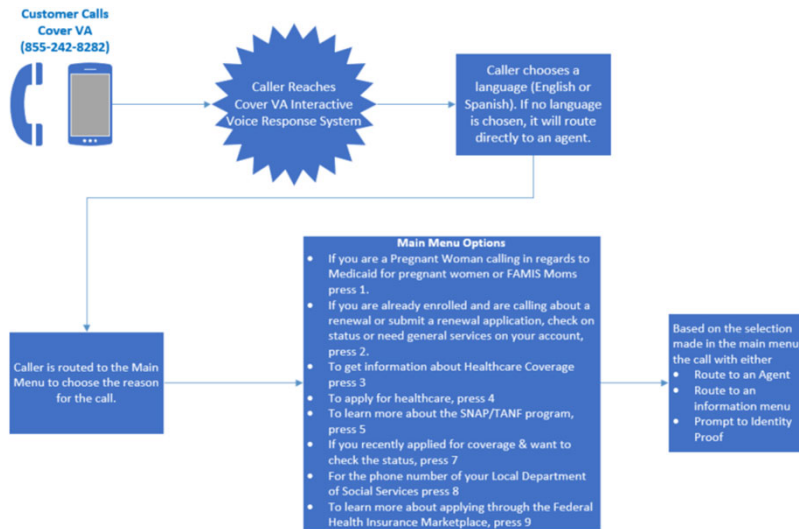 Customer Calls
Cover VA
(855-242-8282)
Caller Reaches
Cover VA Interactive
Voice Response System
Caller chooses a
language (English or
Spanish). If no language
is chosen, it will route
directly to an agent.
Caller is routed to the Main
Menu to choose the reason
for the call.
Main Menu Options
• If you are a Pregnant Woman calling in regards to
Medicaid for pregnant women or FAMIS Moms
press 1.
• If you are already enrolled and are calling about a
renewal or submit a renewal application, check on
status or need general services on your account,
press 2.
• To get information about Healthcare Coverage
press 3
• To apply for healthcare, press 4
• To learn more about the SNAP/TANF program,
press 5
• If you recently applied for coverage & want to
check the status, press 7
• For the phone number of your Local Department
of Social Services press 8
• To learn more about applying through the Federal
Health Insurance Marketplace, press 9
Based on the selection
made in the main menu
the call with either
• Route to an Agent
• Route to an
information menu
• Prompt to Identity
Proof